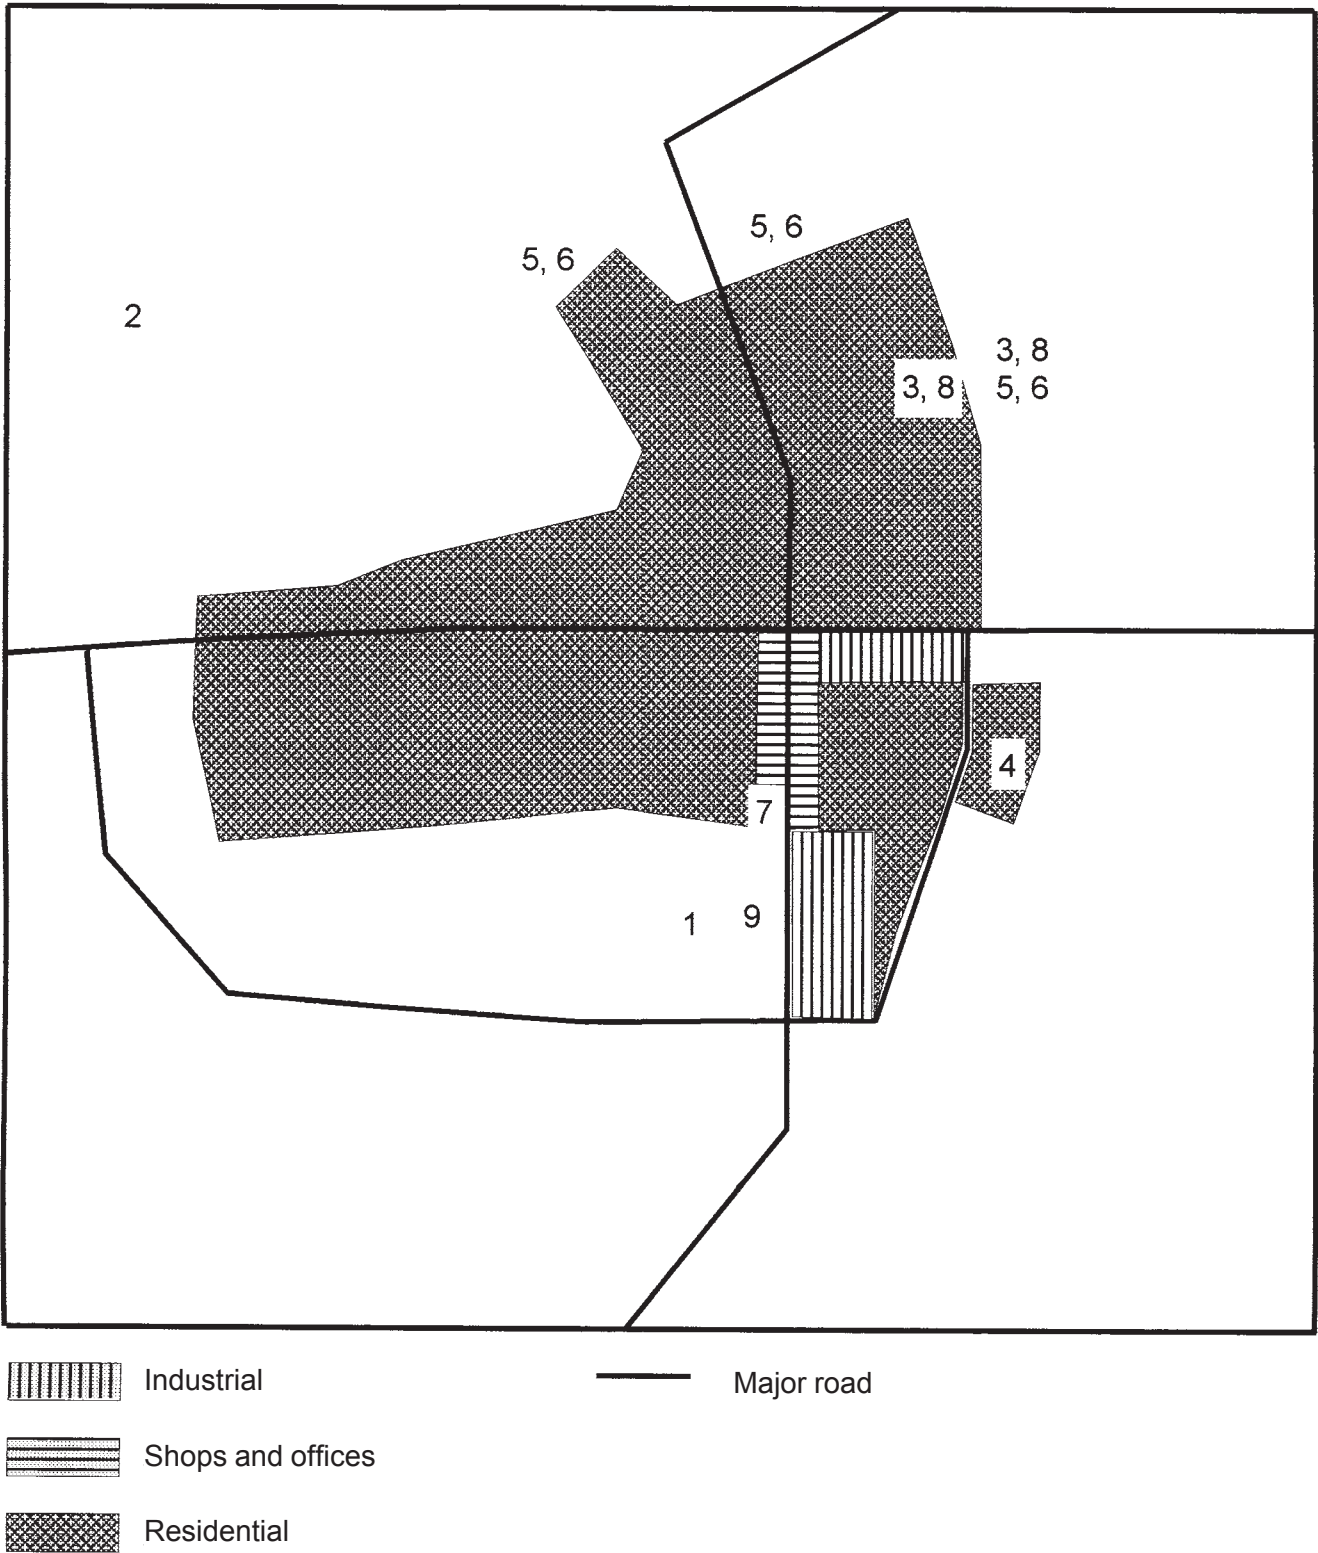 5, 6
5, 6
2
3, 8
3, 8
5, 6
4
7
1
9
Industrial
Major road
Shops and offices
Residential